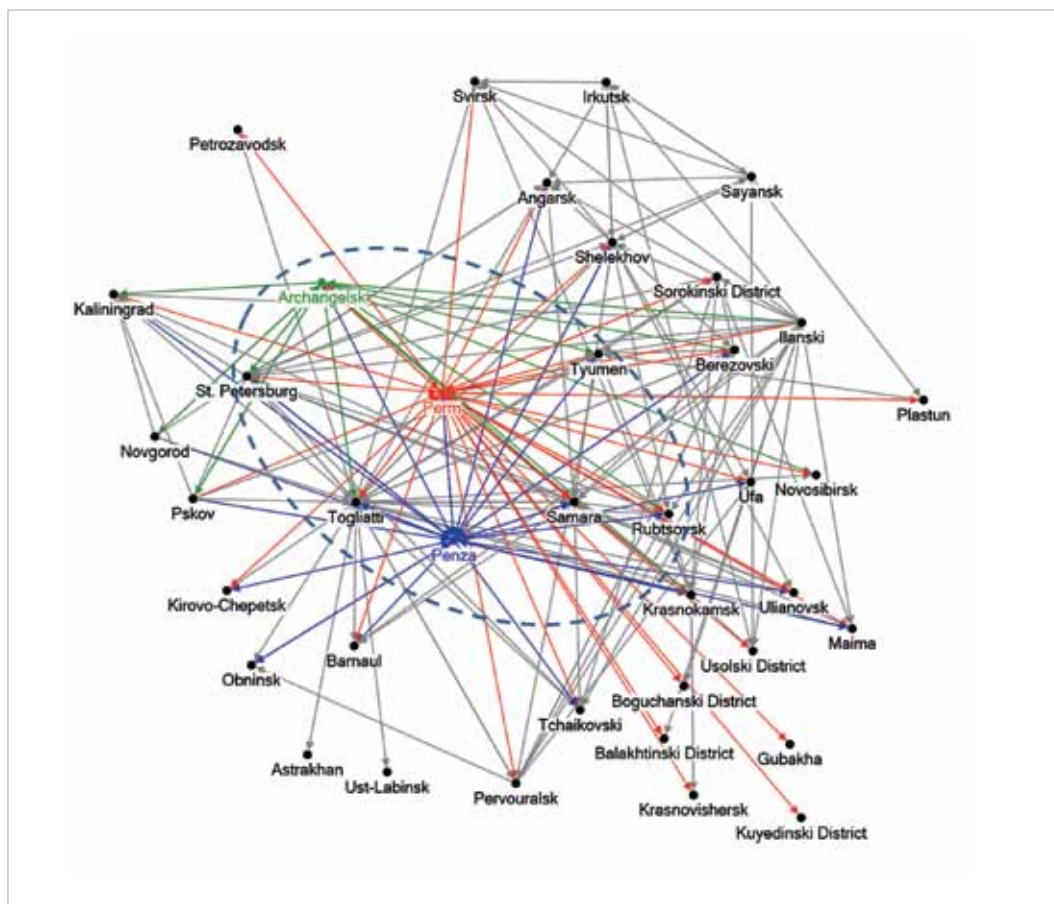 Svirsk
Irkutsk
Petrozavodsk
Angarsk
Sayansk
Shelekhov
Sorokinski District
Archangelsk
Kaliningrad
Ilanski
Tyumen
Berezovski
St. Petersburg
Perm
Plastun
Novgorod
Novosibirsk
Ufa
Pskov
Togliatti
Samara
Rubtsovsk
Penza
Kirovo-Chepetsk
Krasnokamsk
Ulianovsk
Maima
Barnaul
Usolski District
Obninsk
Boguchanski District
Tchaikovski
Balakhtinski District
Gubakha
Astrakhan
Ust-Labinsk
Pervouralsk
Krasnovishersk
Kuyedinski District